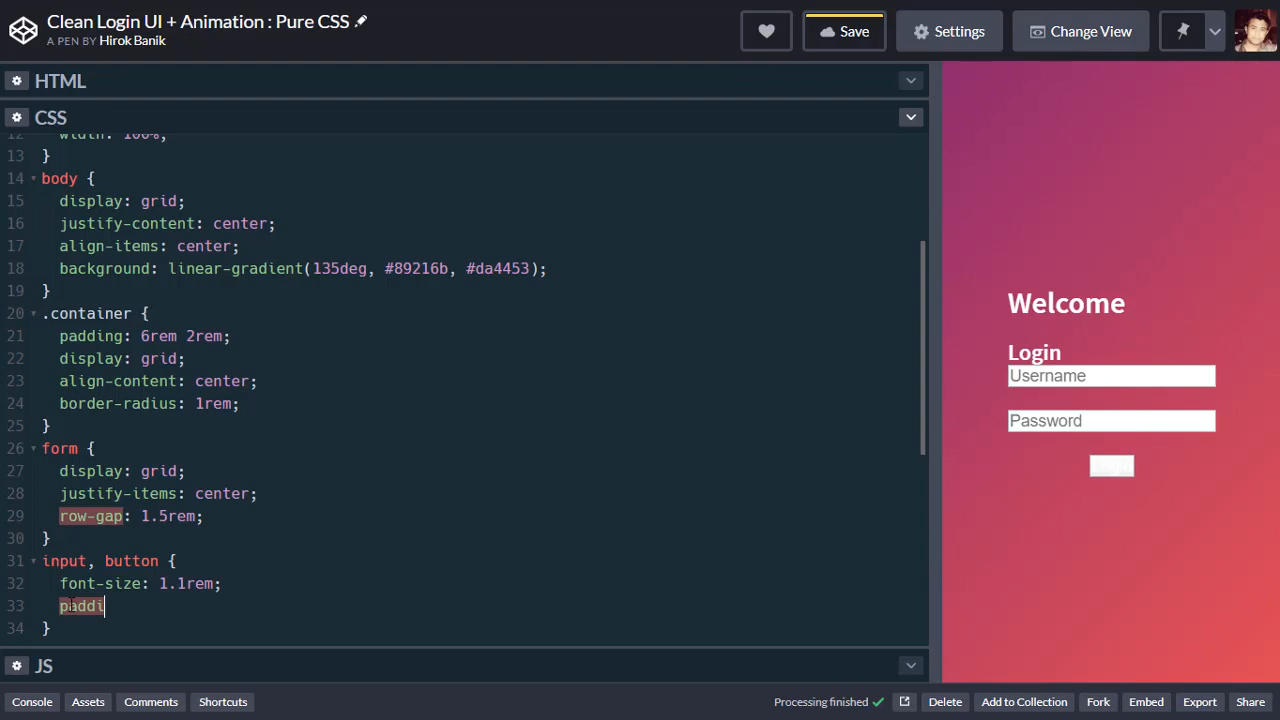 Clean Login UI + Animation : Pure CSS
A PEN BY Hirok Banik
Save
Settings
Change View
HTML
CSS
12 width: 100%;
13 }
14 body {
15 display: grid;
16 justify-content: center;
17 align-items: center;
18 background: linear-gradient(135deg, #89216b, #da4453);
19 }
20 .container {
21 padding: 6rem 2rem;
22 display: grid;
23 align-content: center;
24 border-radius: 1rem;
25 }
26 form {
27 display: grid;
28 justify-items: center;
29 row-gap: 1.5rem;
30 }
31 input, button {
32 font-size: 1.1rem;
33 paddi
34 }
Welcome
Login
Username
Password
JS
Console Assets Comments Shortcuts Processing finished Delete Add to Collection Fork Embed Export Share